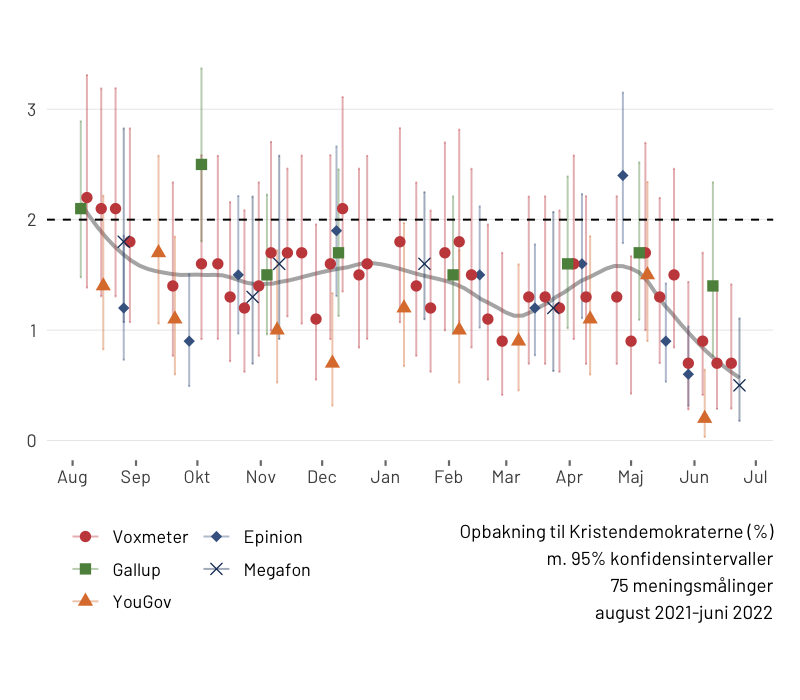 3
2
1
0
Aug Sep Okt Nov Dec Jan Feb Mar Apr Maj Jun Jul
Voxmeter Epinion
Gallup Megafon
YouGov
Opbakning til Kristendemokraterne (%)
m. 95% konfidensintervaller
75 meningsmålinger
august 2021-juni 2022